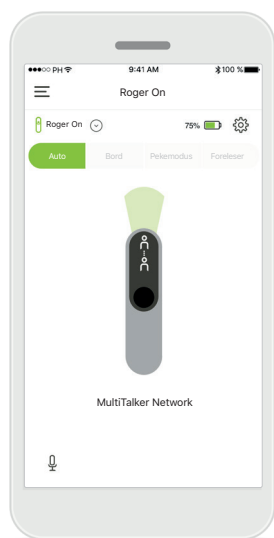 ●●●○○ PH 9:41 AM 100 %
Roger On
Roger On 75%
Auto Bord Pekemodus Foreleser
MultiTalker Network